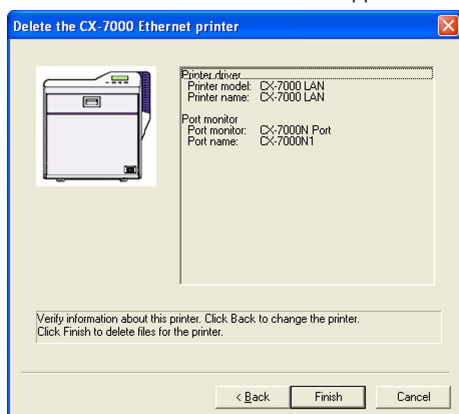 Delete the CX-7000 Ethernet printer
Printer driver
Printer model: CX-7000 LAN
Printer name: CX-7000 LAN
Port monitor
Port monitor: CX-7000N Port
Port name: CX-7000N1
Verify information about this printer. Click Back to change the printer.
Click Finish to delete files for the printer.
< Back
Finish
Cancel